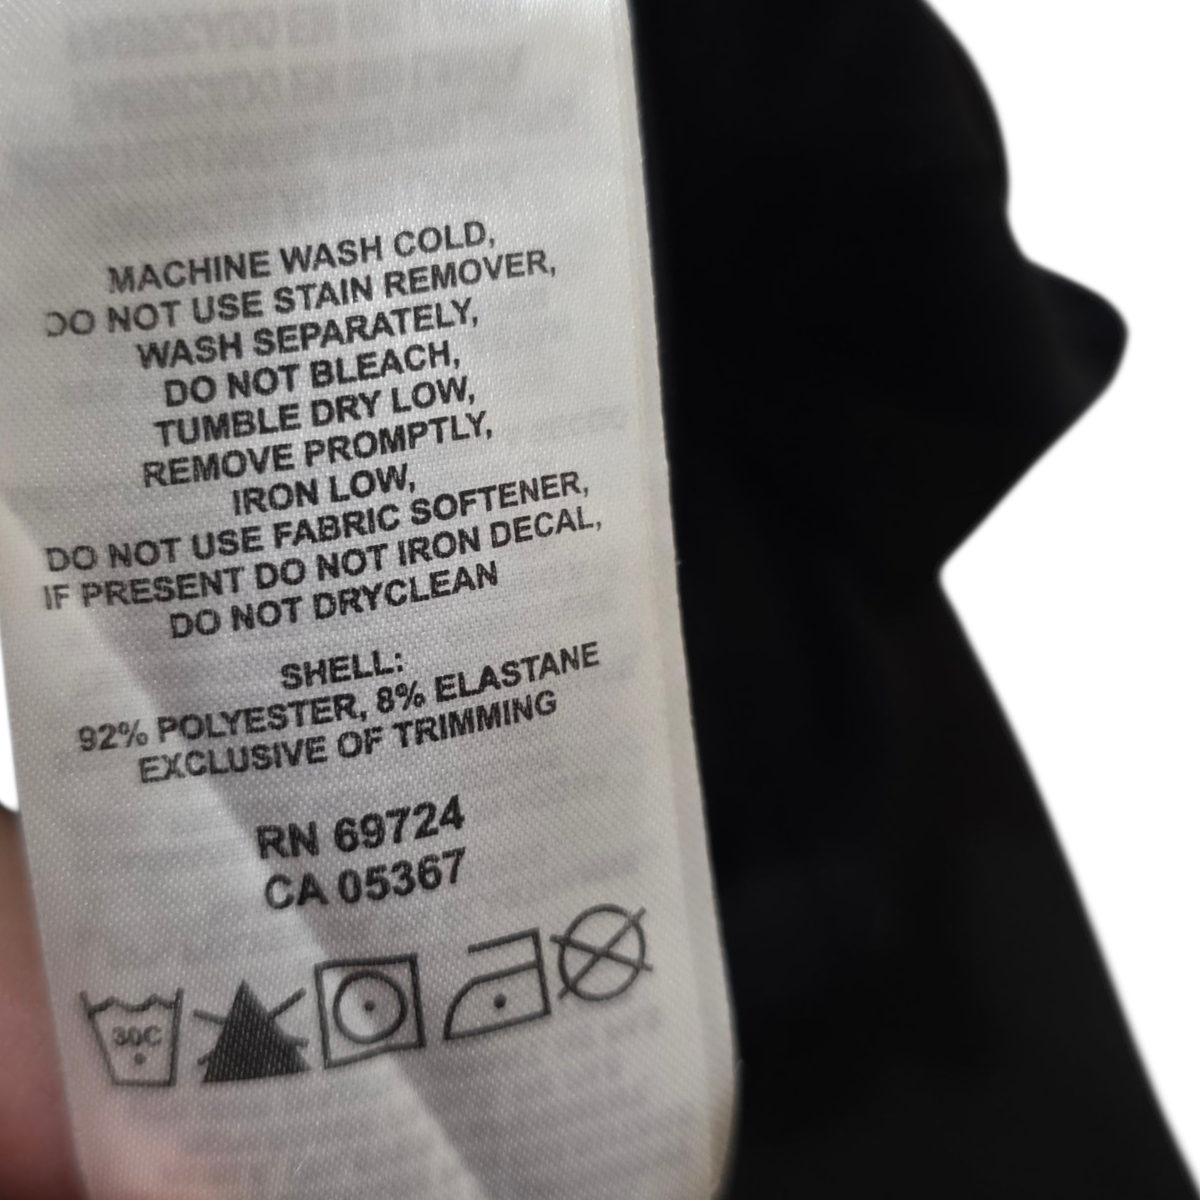 MACHINE WASH COLD,
DO NOT USE STAIN REMOVER,
WASH SEPARATELY,
DO NOT BLEACH,
TUMBLE DRY LOW,
REMOVE PROMPTLY,
IRON LOW,
DO NOT USE FABRIC SOFTENER,
IF PRESENT DO NOT IRON DECAL,
DO NOT DRYCLEAN
SHELL:
92% POLYESTER, 8% ELASTANE
EXCLUSIVE OF TRIMMING
RN 69724
CA 05367
30C